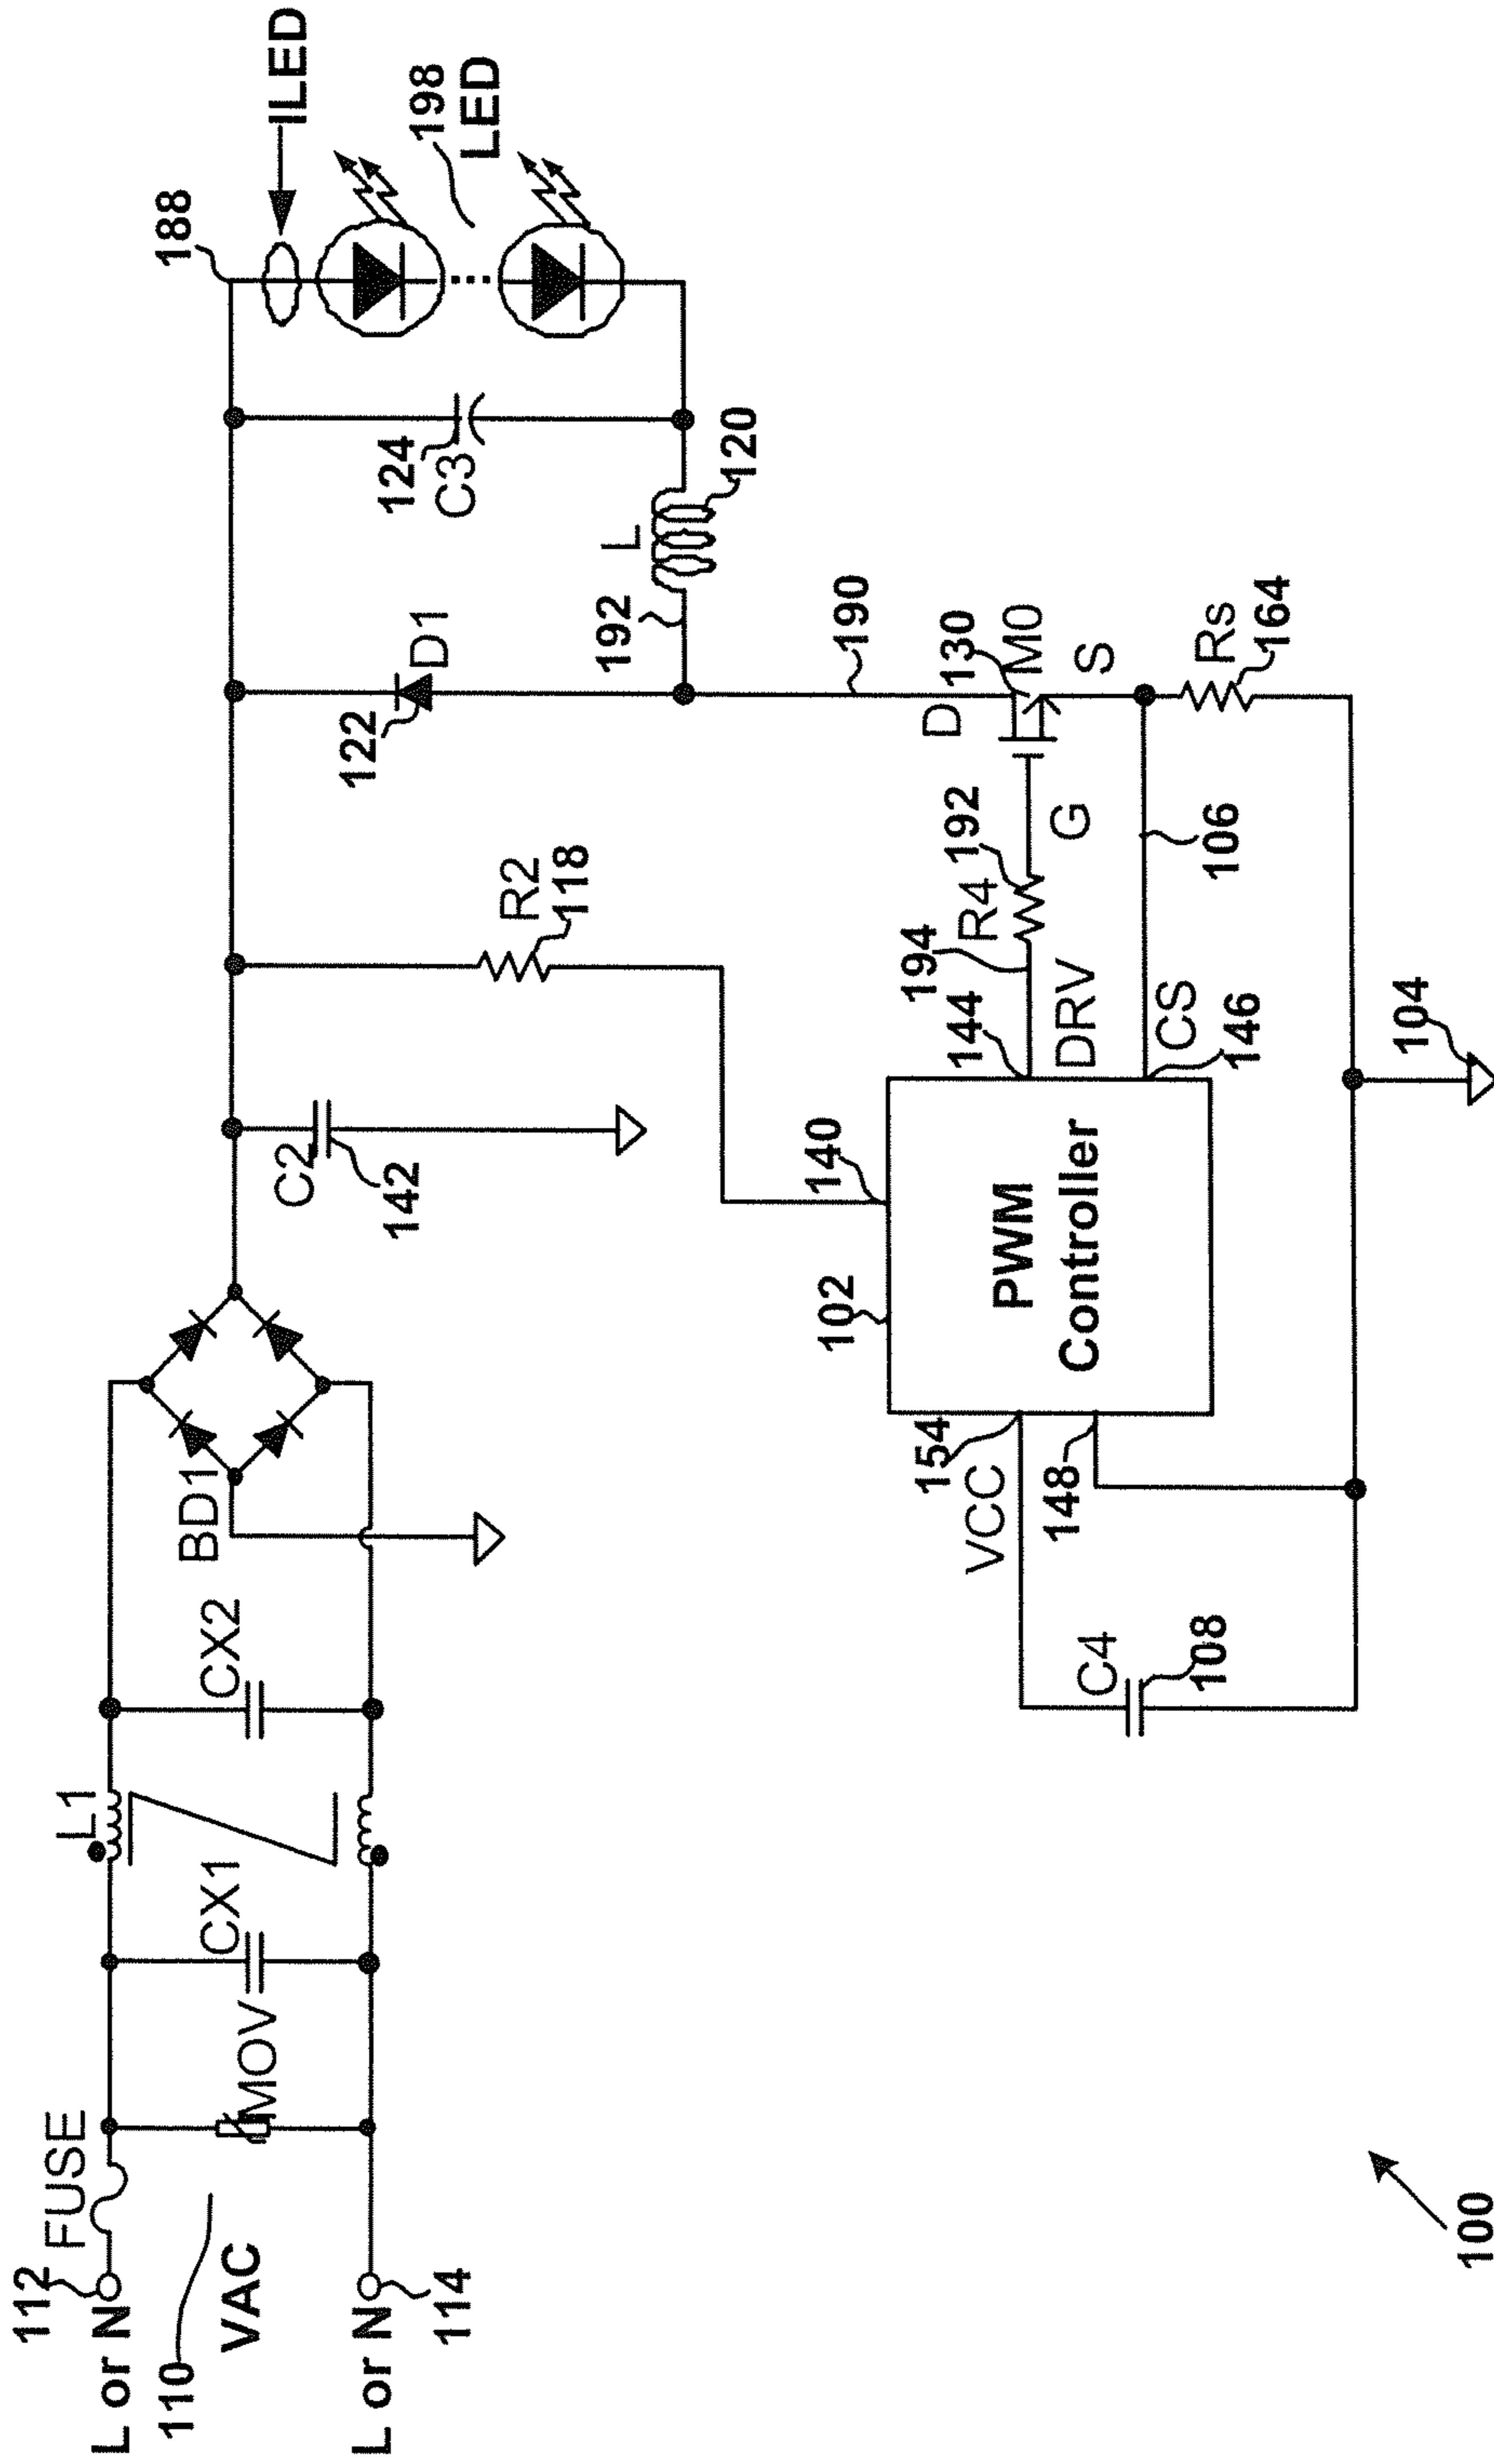 112
FUSE
L or N
110
VAC
L or N
114
MOV
CX1
L1
CX2
BD1
C2
142
R2
118
122
D1
124
C3
188
ILED
198
LED
192
L
120
190
D
130
M0
S
Rs
164
G
R4
192
194
144
DRV
CS
146
106
140
102
PWM
Controller
154
VCC
148
C4
108
104
100